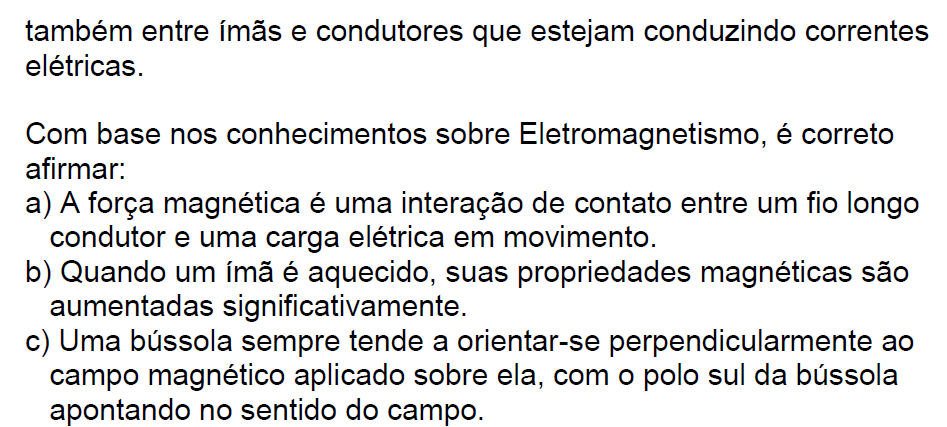 também entre ímãs e condutores que estejam conduzindo correntes
elétricas.
Com base nos conhecimentos sobre Eletromagnetismo, é correto
afirmar:
a) A força magnética é uma interação de contato entre um fio longo
condutor e uma carga elétrica em movimento.
b) Quando um ímã é aquecido, suas propriedades magnéticas são
aumentadas significativamente.
c) Uma bússola sempre tende a orientar-se perpendicularmente ao
campo magnético aplicado sobre ela, com o polo sul da bússola
apontando no sentido do campo.